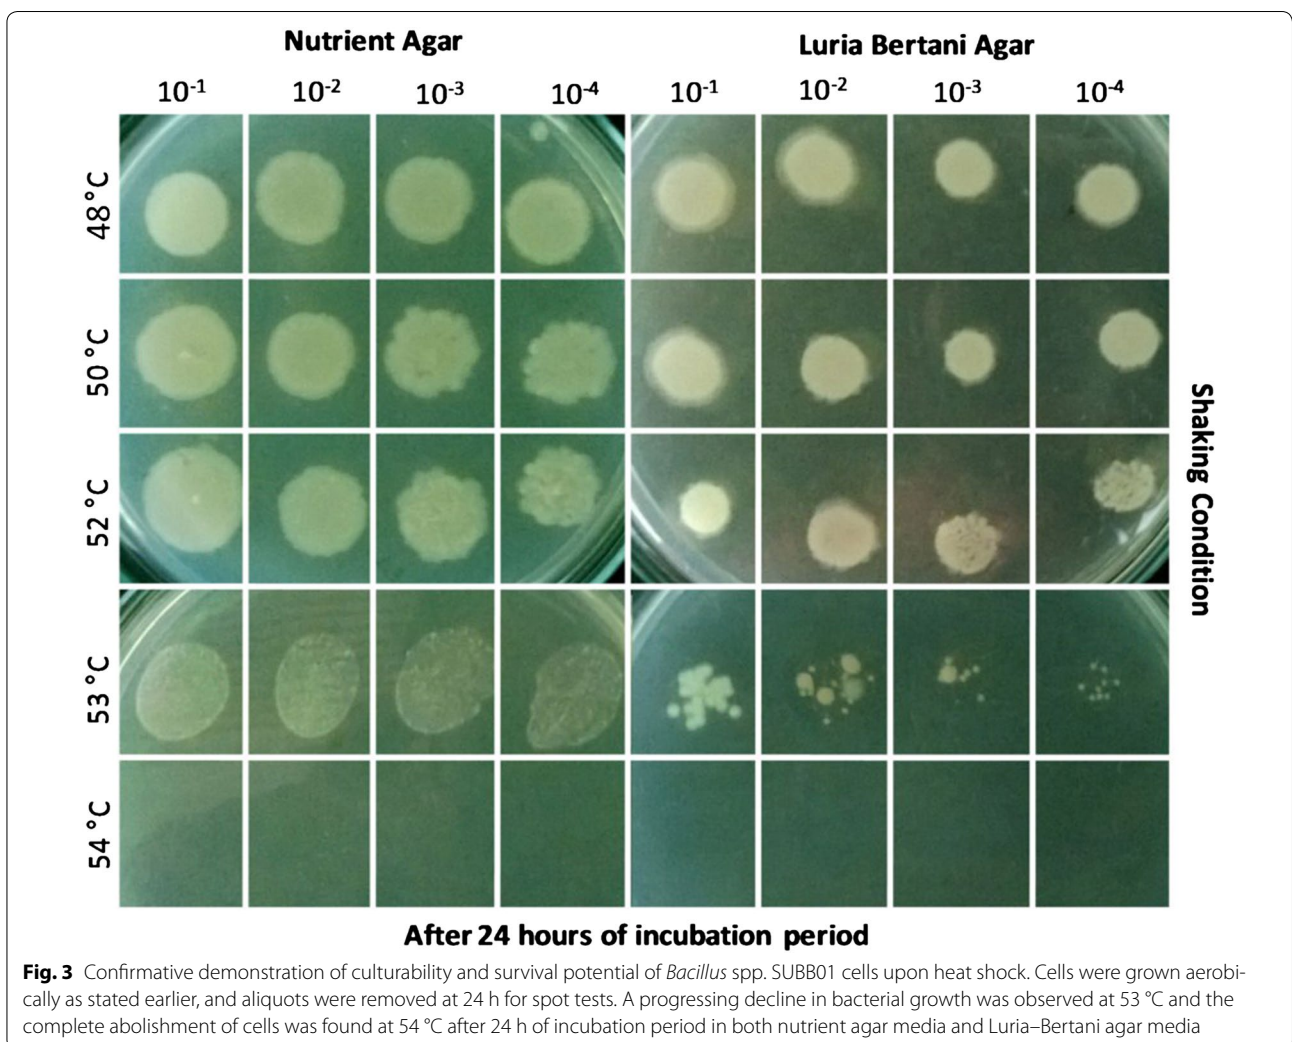 Nutrient Agar
Luria Bertani Agar
10-1 10-2 10-3 10-4 10-1 10-2 10-3 10-4
48°C
50°C
52°C
53°C
54°C
Shaking Condition
After 24 hours of incubation period
Fig. 3 Confirmative demonstration of culturability and survival potential of Bacillus spp. SUBB01 cells upon heat shock. Cells were grown aerobi-
cally as stated earlier, and aliquots were removed at 24 h for spot tests. A progressing decline in bacterial growth was observed at 53 °C and the
complete abolishment of cells was found at 54 °C after 24 h of incubation period in both nutrient agar media and Luria–Bertani agar media